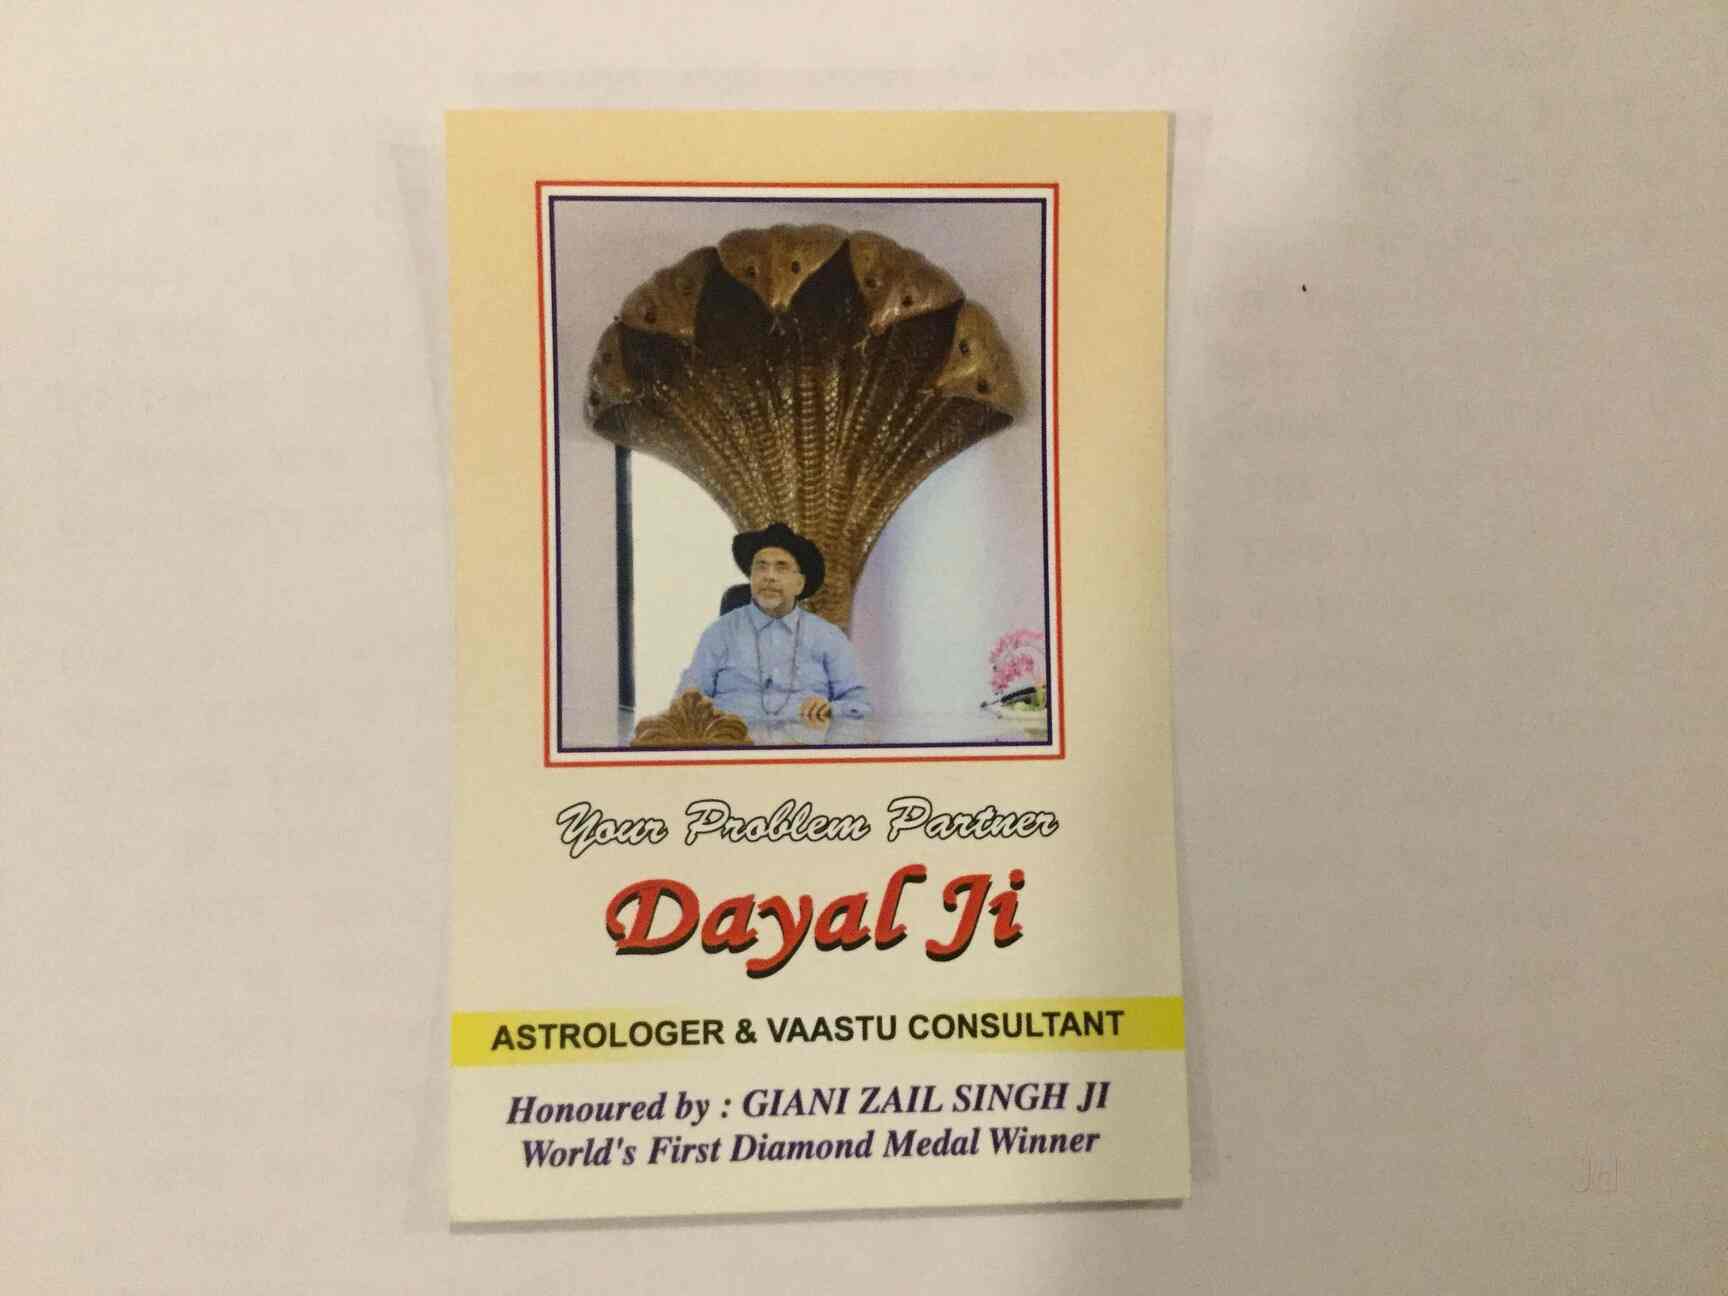 Your Problem Partner
Dayal Ji
ASTROLOGER & VAASTU CONSULTANT
Honoured by : GIANI ZAIL SINGH JI
World's First Diamond Medal Winner
Jd